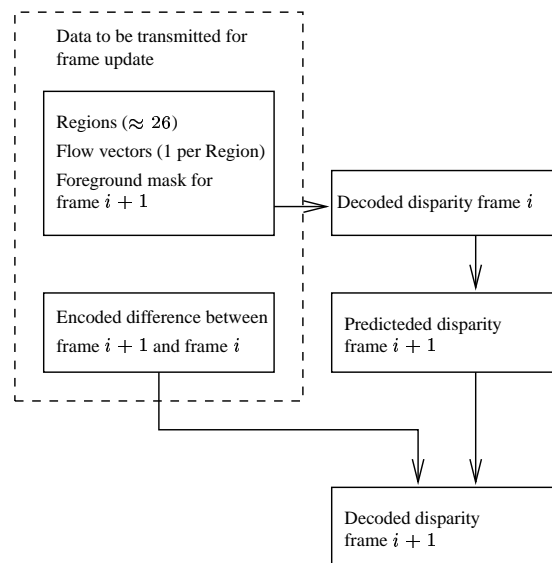 Data to be transmitted for
frame update
Regions (≈ 26)
Flow vectors (1 per Region)
Foreground mask for
frame i + 1
Decoded disparity frame i
Encoded difference between
frame i + 1 and frame i
Predicteded disparity
frame i + 1
Decoded disparity
frame i + 1